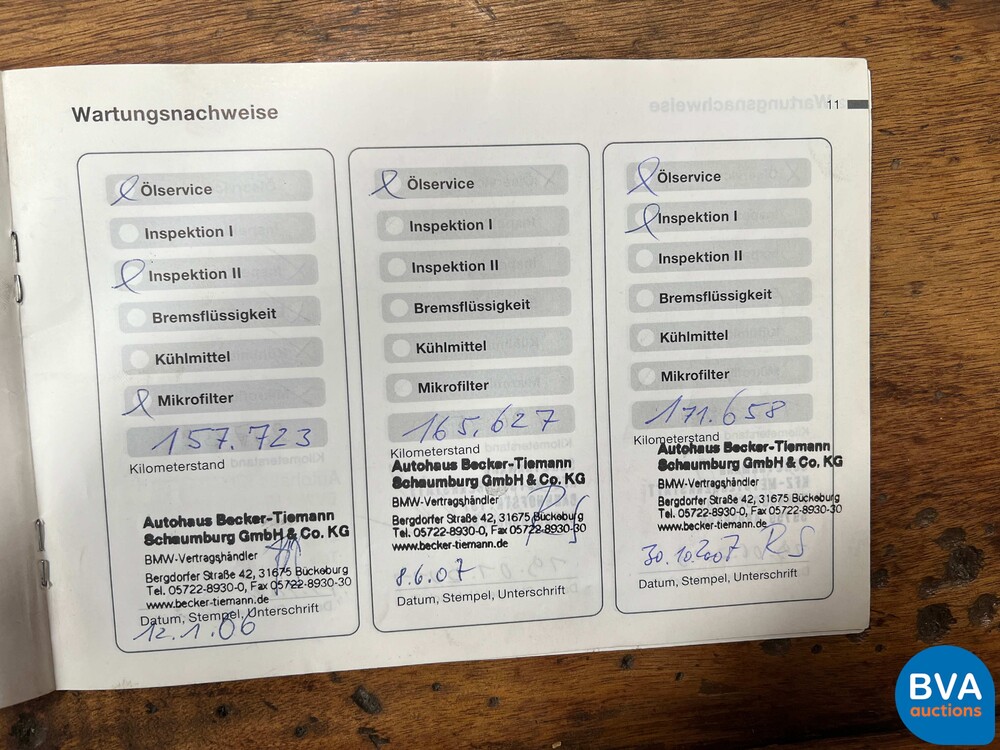 Wartungsnachweise
11
Ölservice
Inspektion I
Inspektion II
Bremsflüssigkeit
Kühlmittel
Mikrofilter
157.723
Kilometerstand
Autohaus Becker-Tiemann
Schaumburg GmbH & Co. KG
BMW-Vertragshändler
Bergdorfer Straße 42, 31675 Bückeburg
Tel. 05722-8930-0, Fax 05722-8930-30
www.becker-tiemann.de
Datum, Stempel, Unterschrift
12.1.06
Ölservice
Inspektion I
Inspektion II
Bremsflüssigkeit
Kühlmittel
Mikrofilter
165.627
Kilometerstand
Autohaus Becker-Tiemann
Schaumburg GmbH & Co. KG
BMW-Vertragshändler
Bergdorfer Straße 42, 31675 Bückeburg
Tel. 05722-8930-0, Fax 05722-8930-30
www.becker-tiemann.de
8.6.07
Datum, Stempel, Unterschrift
Ölservice
Inspektion I
Inspektion II
Bremsflüssigkeit
Kühlmittel
Mikrofilter
171.658
Kilometerstand
Autohaus Becker-Tiemann
Schaumburg GmbH & Co. KG
BMW-Vertragshändler
Bergdorfer Straße 42, 31675 Bückeburg
Tel. 05722-8930-0, Fax 05722-8930-30
www.becker-tiemann.de
30.10.2007
Datum, Stempel, Unterschrift
BVA
auctions